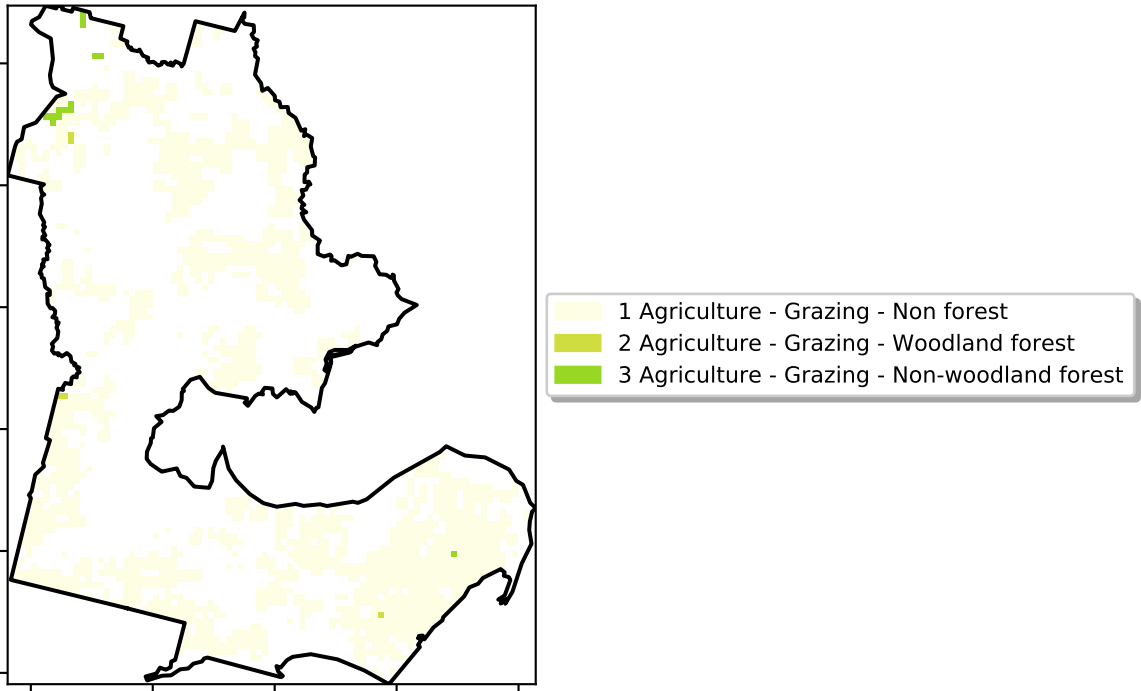 1 Agriculture - Grazing - Non forest
2 Agriculture - Grazing - Woodland forest
3 Agriculture - Grazing - Non-woodland forest